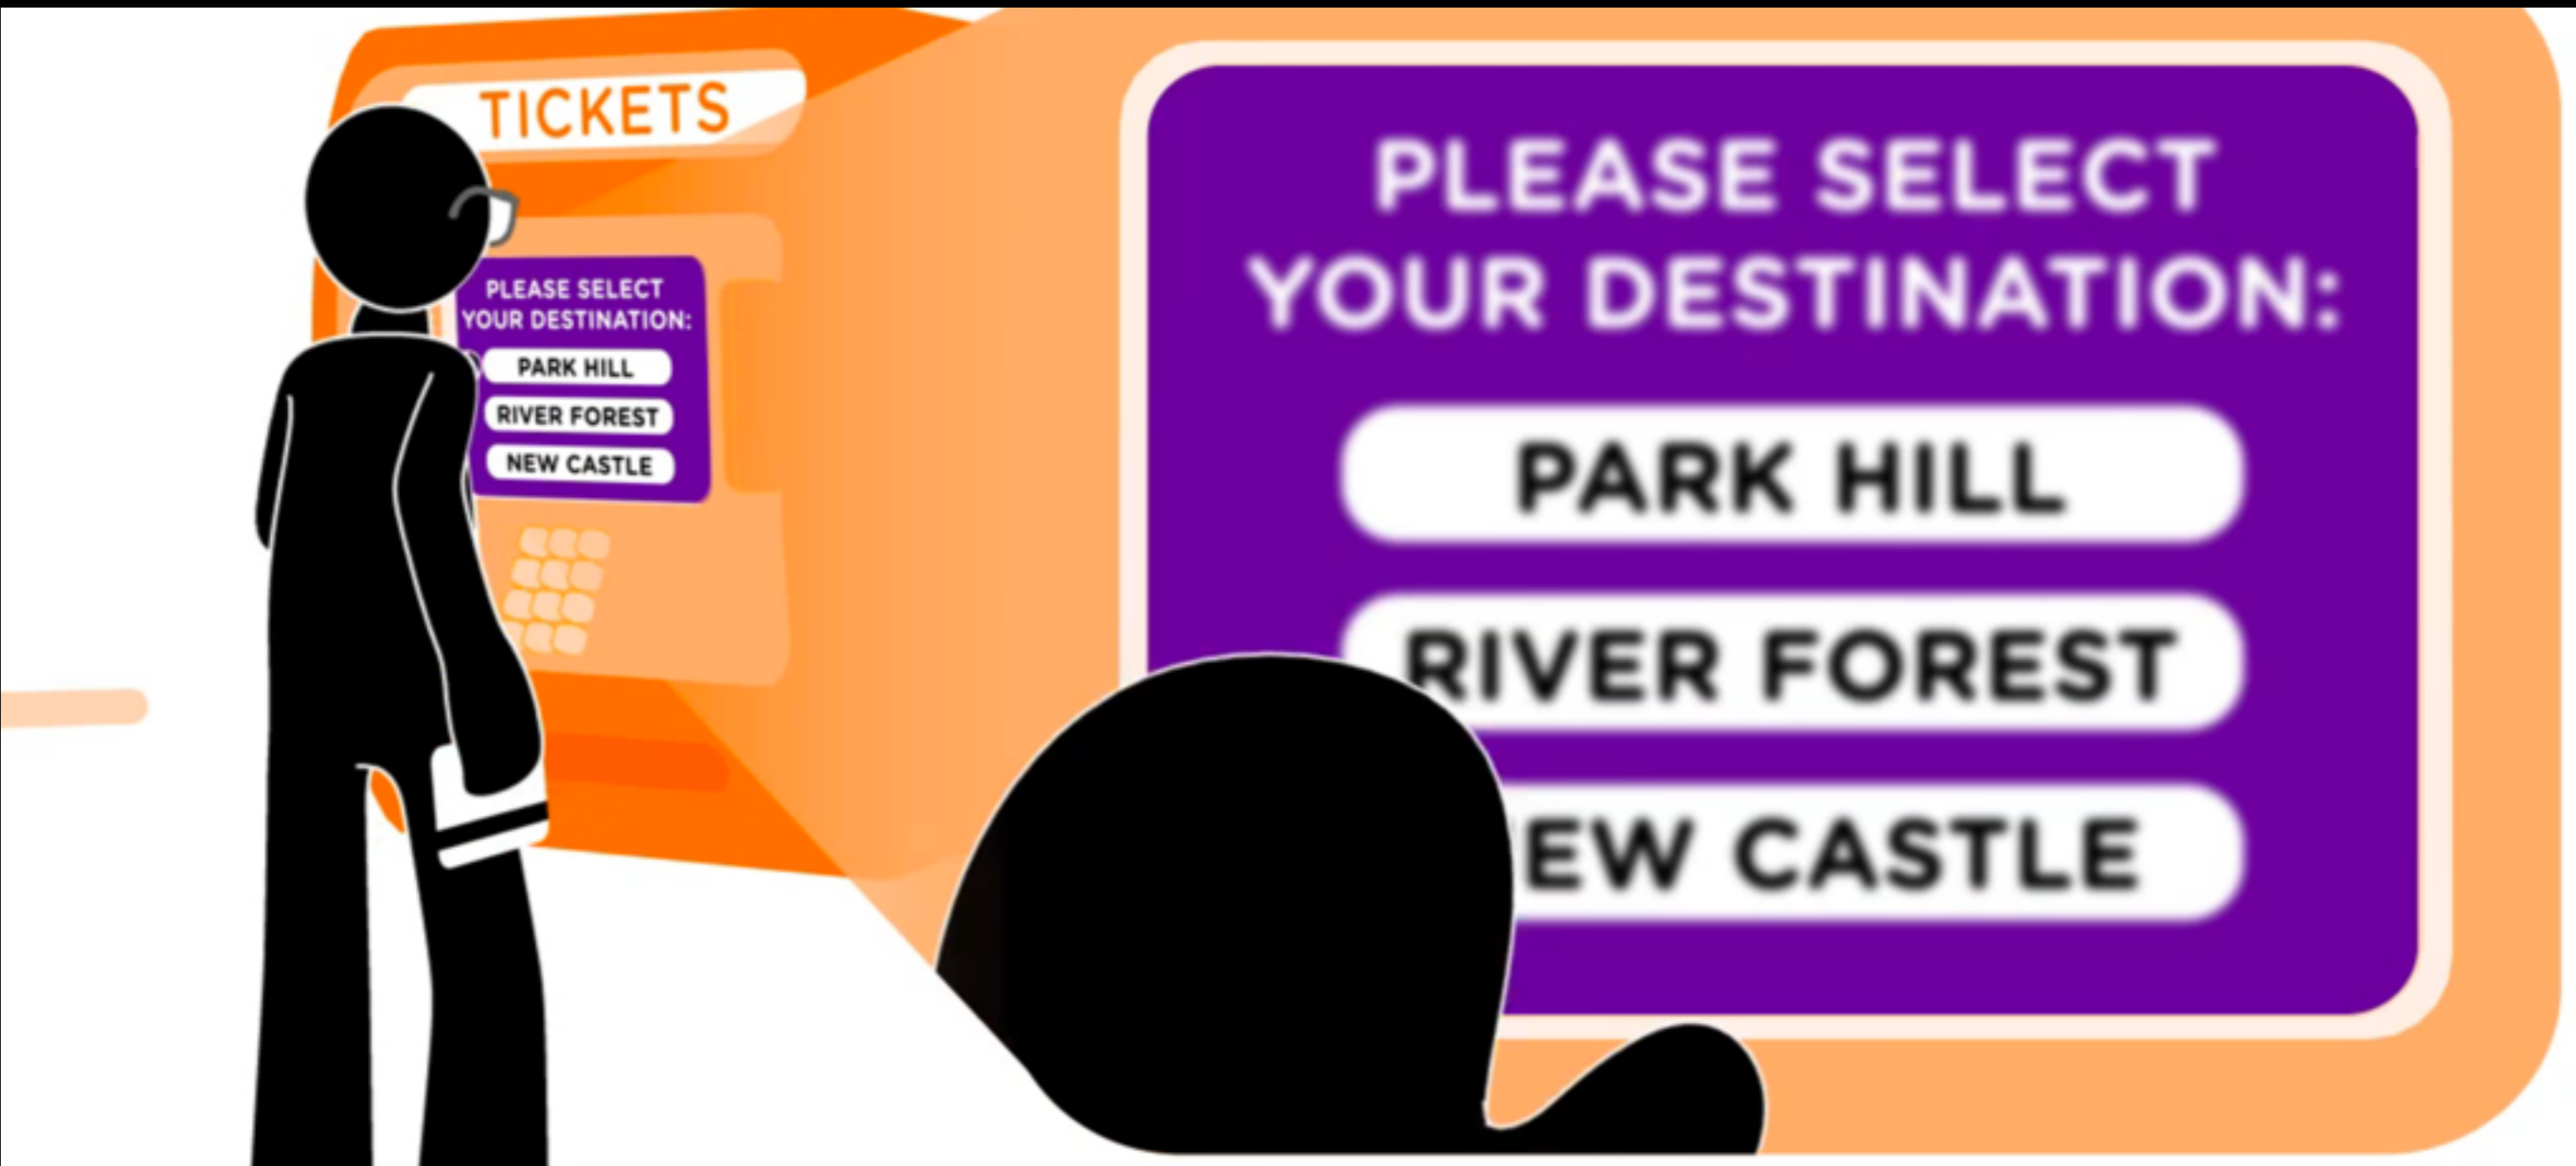 TICKETS
PLEASE SELECT
YOUR DESTINATION:
PARK HILL
RIVER FOREST
NEW CASTLE
PLEASE SELECT
YOUR DESTINATION:
PARK HILL
RIVER FOREST
EW CASTLE